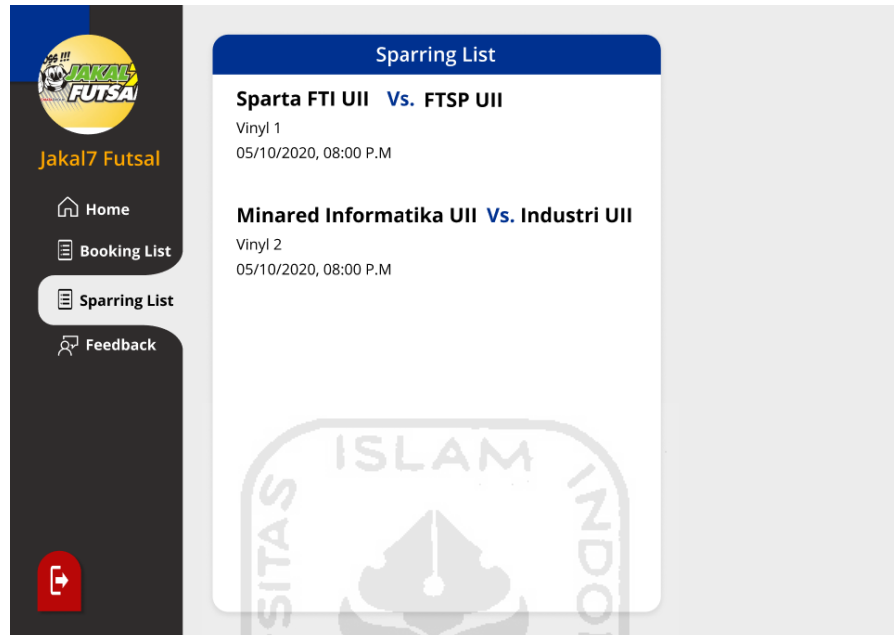 JAKAL
FUTSAL
Jakal7 Futsal
Home
Booking List
Sparring List
Feedback
Sparring List
Sparta FTI UII Vs. FTSP UII
Vinyl 1
05/10/2020, 08:00 P.M
Minared Informatika UII Vs. Industri UII
Vinyl 2
05/10/2020, 08:00 P.M
ISLAM